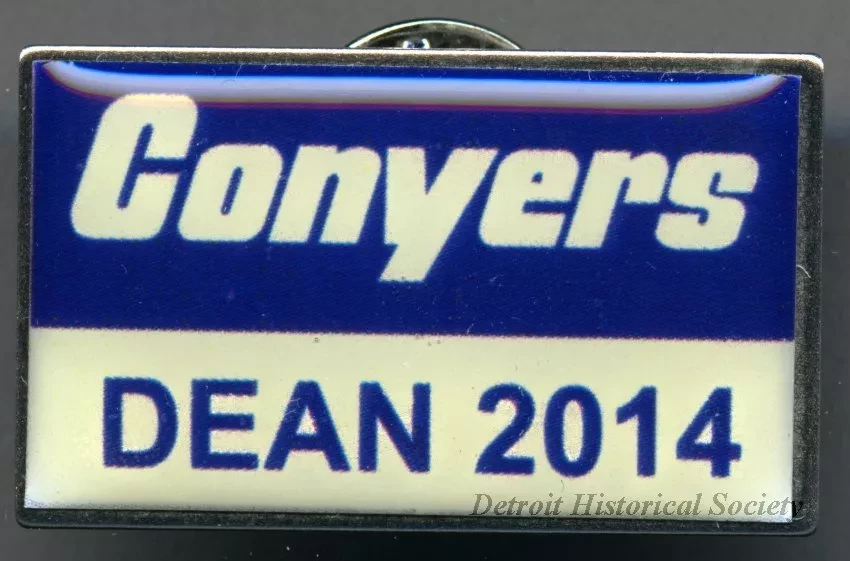 Conyers
DEAN 2014
Detroit Historical Society